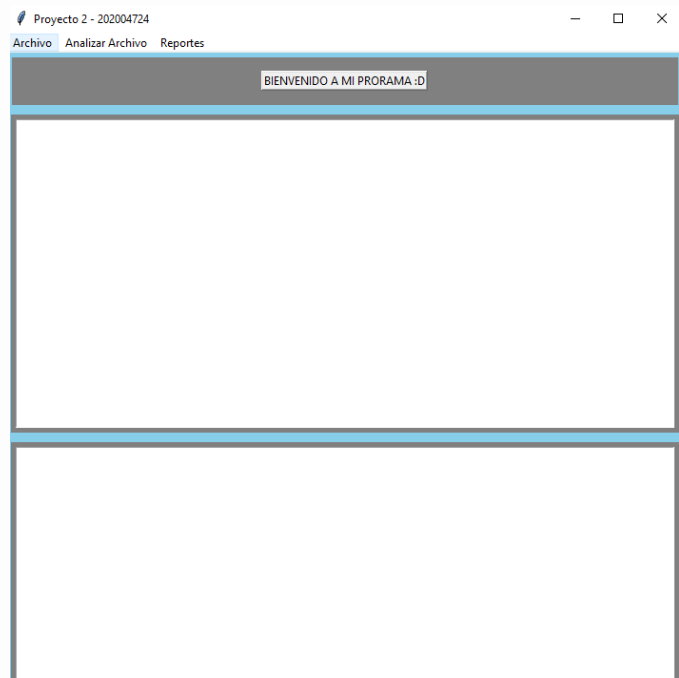 Proyecto 2 - 202004724
Archivo Analizar Archivo Reportes
BIENVENIDO A MI PRORAMA :D